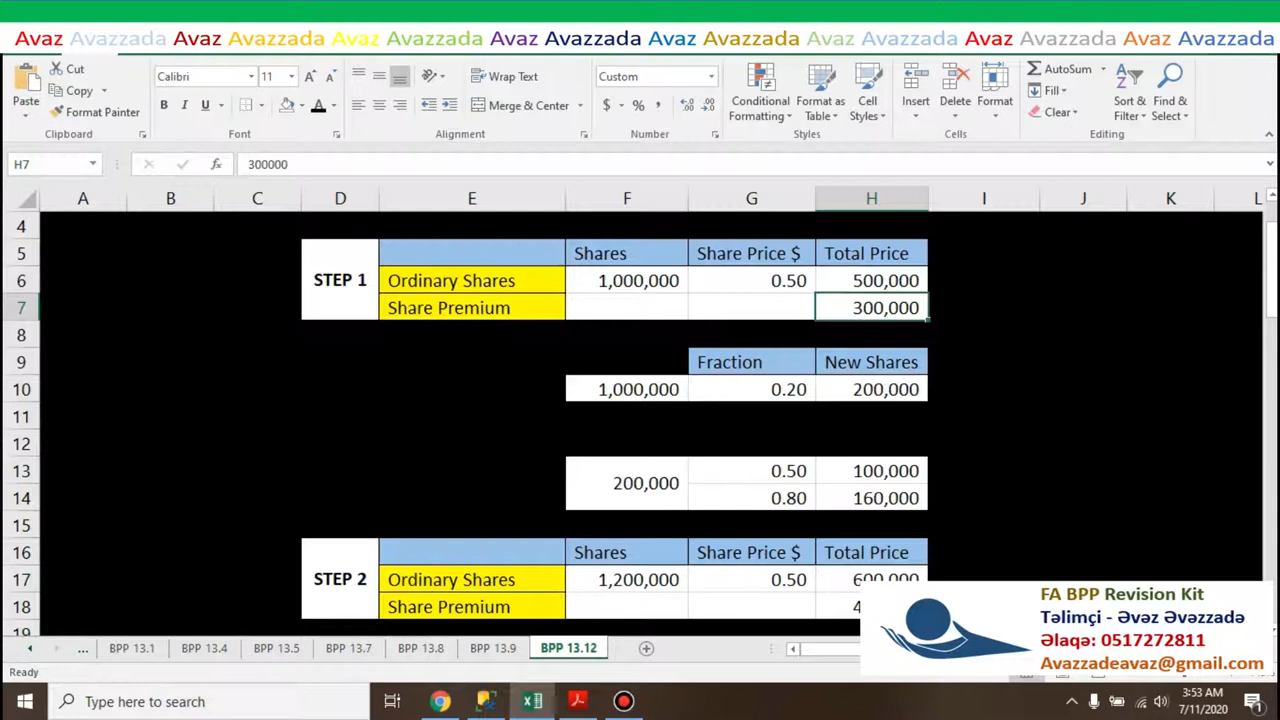 Avaz Avazzada Avaz Avazzada Avaz Avazzada Avaz Avazzada Avaz Avazzada Avaz Avazzada Avaz Avazzada Avaz Avazzada
Cut
Copy
Format Painter
Paste
Clipboard
Calibri 11
B I U A
Font
Wrap Text
Merge & Center
Alignment
Custom
$ % ,
Number
Conditional Formatting
Format as Table
Cell Styles
Styles
Insert
Delete
Format
Cells
AutoSum
Fill
Clear
Sort & Filter
Find & Select
Editing
H7 fx 300000
A B C D E F G H I J K L
4
5 Shares Share Price $ Total Price
STEP 1
6 Ordinary Shares 1,000,000 0.50 500,000
7 Share Premium 300,000
8
9 Fraction New Shares
10 1,000,000 0.20 200,000
11
12
13 0.50 100,000
200,000
14 0.80 160,000
15
16 Shares Share Price $ Total Price
STEP 2
17 Ordinary Shares 1,200,000 0.50
18 Share Premium
19
FA BPP Revision Kit
Təlimçi - Əvəz Əvəzzadə
Əlaqə: 0517272811
Avazzadeavaz@gmail.com
... BPP 13.1 BPP 13.4 BPP 13.5 BPP 13.7 BPP 13.8 BPP 13.9 BPP 13.12
Ready
Type here to search
3:53 AM
7/11/2020